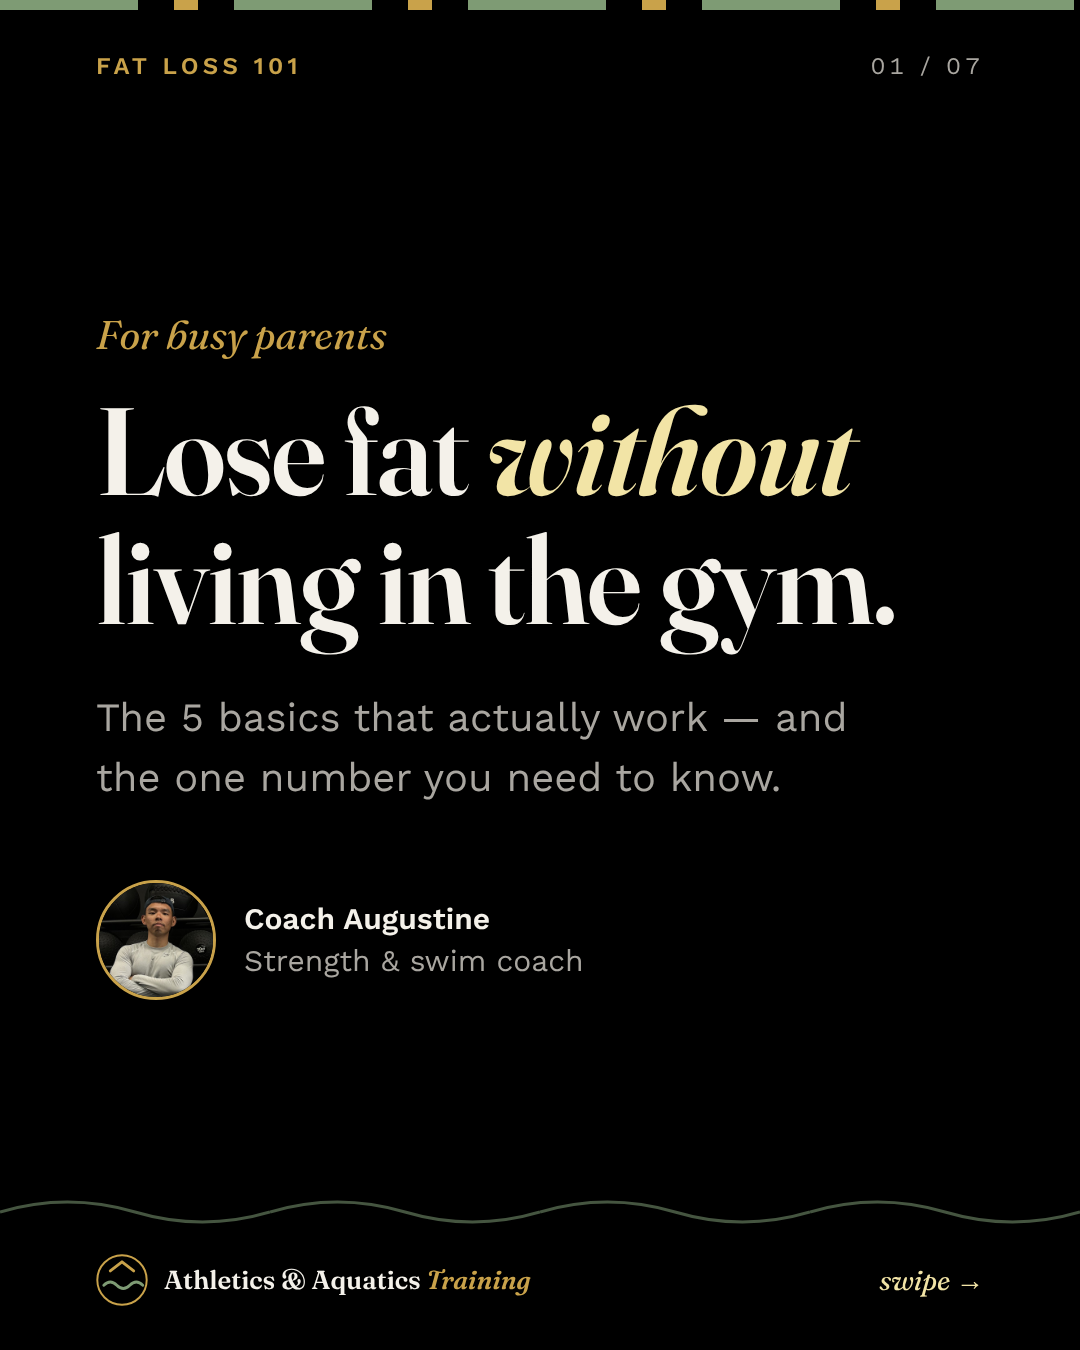 FAT LOSS 101
01 / 07
For busy parents
Lose fat without
living in the gym.
The 5 basics that actually work — and
the one number you need to know.
Coach Augustine
Strength & swim coach
Athletics & Aquatics Training
swipe →